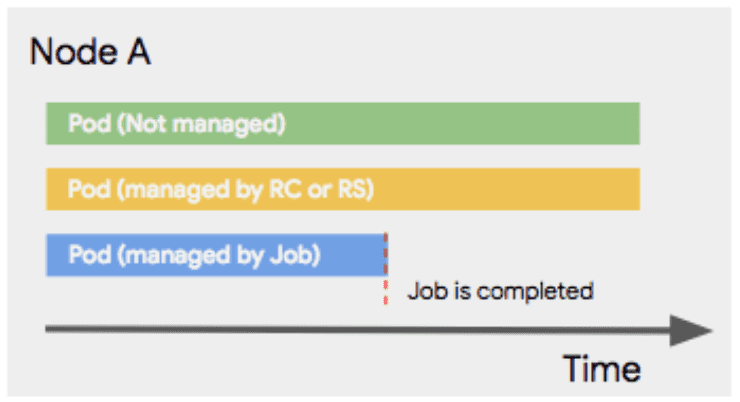 Node A
Pod (Not managed)
Pod (managed by RC or RS)
Pod (managed by Job)
Job is completed
Time